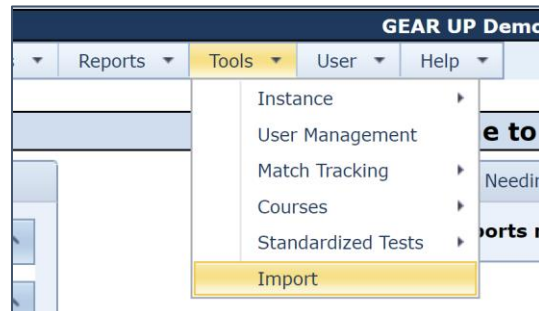 GEAR UP Demo
Reports Tools User Help
Instance
User Management
e to
Match Tracking
Needin
Courses
Standardized Tests
ports r
Import